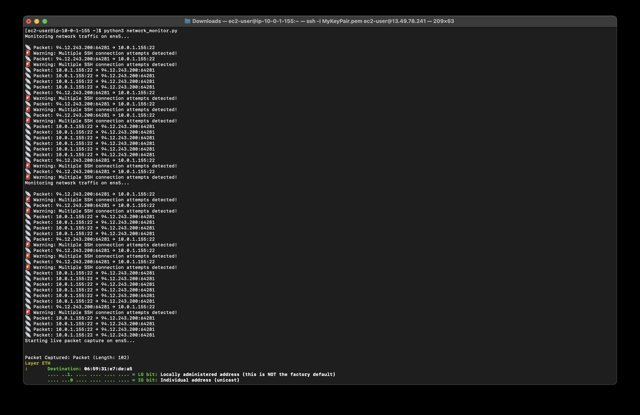 Downloads — ec2-user@ip-10-0-1-155:~ — ssh -i MyKeyPair.pem ec2-user@13.49.78.241 — 209×63
[ec2-user@ip-10-0-1-155 ~]$ python3 network_monitor.py
Monitoring network traffic on ens5...
Packet: 94.12.243.200:64281 → 10.0.1.155:22
Warning: Multiple SSH connection attempts detected!
Packet: 94.12.243.200:64281 → 10.0.1.155:22
Warning: Multiple SSH connection attempts detected!
Packet: 10.0.1.155:22 → 94.12.243.200:64281
Packet: 10.0.1.155:22 → 94.12.243.200:64281
Packet: 10.0.1.155:22 → 94.12.243.200:64281
Packet: 94.12.243.200:64281 → 10.0.1.155:22
Warning: Multiple SSH connection attempts detected!
Packet: 94.12.243.200:64281 → 10.0.1.155:22
Warning: Multiple SSH connection attempts detected!
Packet: 94.12.243.200:64281 → 10.0.1.155:22
Warning: Multiple SSH connection attempts detected!
Packet: 10.0.1.155:22 → 94.12.243.200:64281
Packet: 10.0.1.155:22 → 94.12.243.200:64281
Packet: 10.0.1.155:22 → 94.12.243.200:64281
Packet: 10.0.1.155:22 → 94.12.243.200:64281
Packet: 10.0.1.155:22 → 94.12.243.200:64281
Packet: 94.12.243.200:64281 → 10.0.1.155:22
Warning: Multiple SSH connection attempts detected!
Packet: 94.12.243.200:64281 → 10.0.1.155:22
Warning: Multiple SSH connection attempts detected!
Monitoring network traffic on ens5...
Packet: 94.12.243.200:64281 → 10.0.1.155:22
Warning: Multiple SSH connection attempts detected!
Packet: 94.12.243.200:64281 → 10.0.1.155:22
Warning: Multiple SSH connection attempts detected!
Packet: 10.0.1.155:22 → 94.12.243.200:64281
Packet: 10.0.1.155:22 → 94.12.243.200:64281
Packet: 10.0.1.155:22 → 94.12.243.200:64281
Packet: 10.0.1.155:22 → 94.12.243.200:64281
Packet: 94.12.243.200:64281 → 10.0.1.155:22
Warning: Multiple SSH connection attempts detected!
Packet: 94.12.243.200:64281 → 10.0.1.155:22
Warning: Multiple SSH connection attempts detected!
Packet: 94.12.243.200:64281 → 10.0.1.155:22
Warning: Multiple SSH connection attempts detected!
Packet: 10.0.1.155:22 → 94.12.243.200:64281
Packet: 10.0.1.155:22 → 94.12.243.200:64281
Packet: 10.0.1.155:22 → 94.12.243.200:64281
Packet: 10.0.1.155:22 → 94.12.243.200:64281
Packet: 10.0.1.155:22 → 94.12.243.200:64281
Packet: 10.0.1.155:22 → 94.12.243.200:64281
Packet: 94.12.243.200:64281 → 10.0.1.155:22
Warning: Multiple SSH connection attempts detected!
Packet: 10.0.1.155:22 → 94.12.243.200:64281
Packet: 10.0.1.155:22 → 94.12.243.200:64281
Packet: 10.0.1.155:22 → 94.12.243.200:64281
Packet: 10.0.1.155:22 → 94.12.243.200:64281
Starting live packet capture on ens5...
Packet Captured: Packet (Length: 102)
Layer ETH
: Destination: 06:59:31:e7:de:a5
.... ..1. .... .... .... .... = LG bit: Locally administered address (this is NOT the factory default)
.... ...0 .... .... .... .... = IG bit: Individual address (unicast)